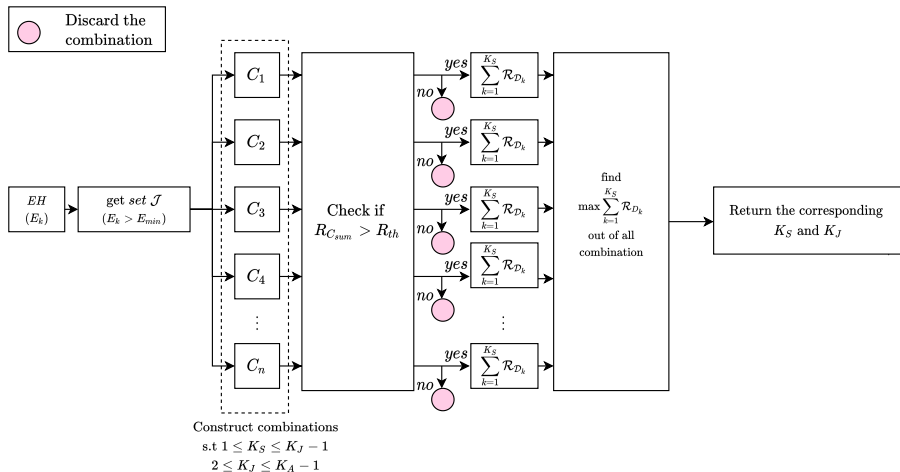 Discard the
combination
EH
(E_k)
get set 𝒥
(E_k > E_min)
C_1
C_2
C_3
C_4
⋮
C_n
Construct combinations
s.t 1 ≤ K_S ≤ K_J − 1
2 ≤ K_J ≤ K_A − 1
Check if
R_{C_sum} > R_th
yes
no
∑_{k=1}^{K_S} ℛ_{𝒟_k}
yes
no
∑_{k=1}^{K_S} ℛ_{𝒟_k}
yes
no
∑_{k=1}^{K_S} ℛ_{𝒟_k}
yes
no
∑_{k=1}^{K_S} ℛ_{𝒟_k}
⋮
yes
no
∑_{k=1}^{K_S} ℛ_{𝒟_k}
find
max ∑_{k=1}^{K_S} ℛ_{D_k}
out of all
combination
Return the corresponding
K_S and K_J